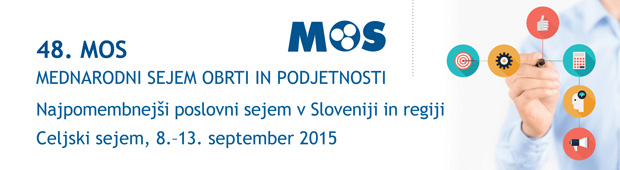 MOS
48. MOS
MEDNARODNI SEJEM OBRTI IN PODJETNOSTI
Najpomembnejši poslovni sejem v Sloveniji in regiji
Celjski sejem, 8.-13. september 2015